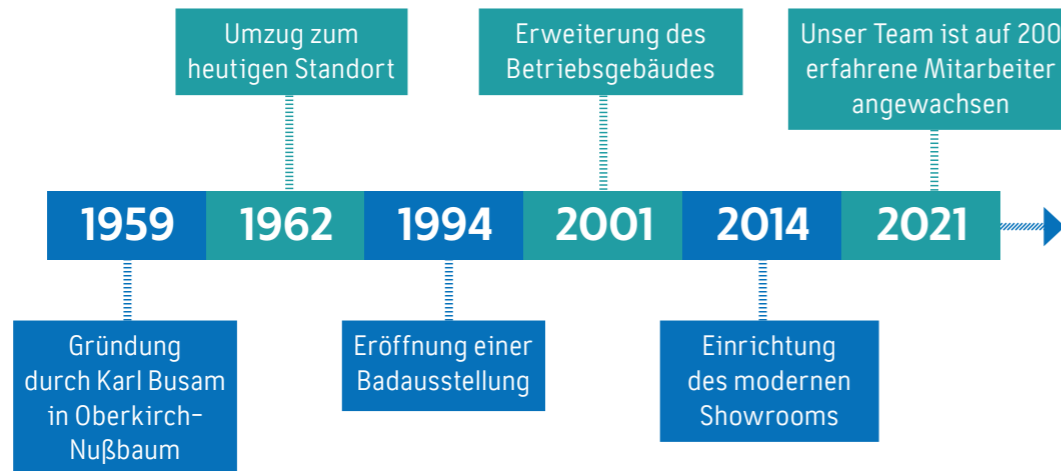 Umzug zum
heutigen Standort
Erweiterung des
Betriebsgebäudes
Unser Team ist auf 200
erfahrene Mitarbeiter
angewachsen
1959
1962
1994
2001
2014
2021
Gründung
durch Karl Busam
in Oberkirch-
Nußbaum
Eröffnung einer
Badausstellung
Einrichtung
des modernen
Showrooms